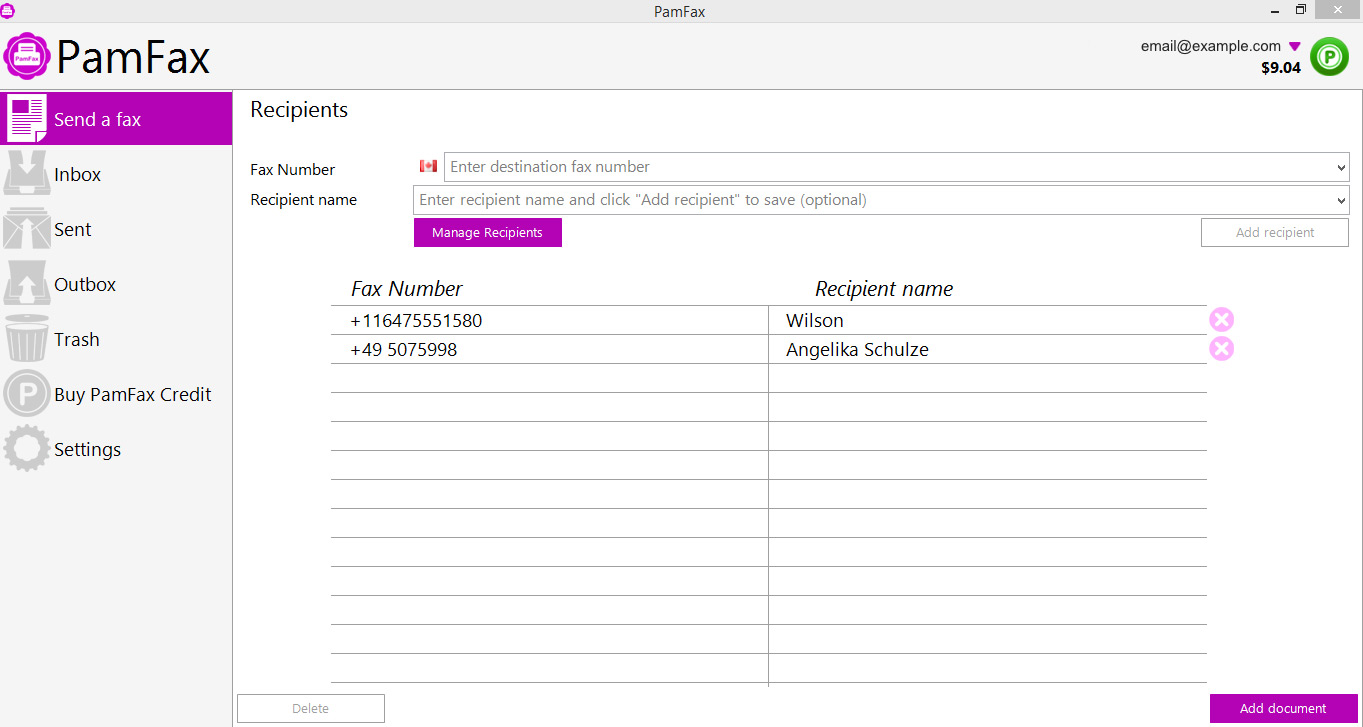 PamFax
PamFax
PamFax
email@example.com
$9.04
Send a fax
Inbox
Sent
Outbox
Trash
Buy PamFax Credit
Settings
Recipients
Fax Number Enter destination fax number
Recipient name Enter recipient name and click "Add recipient" to save (optional)
Manage Recipients Add recipient
Fax Number Recipient name
+116475551580 Wilson
+49 5075998 Angelika Schulze
Delete Add document